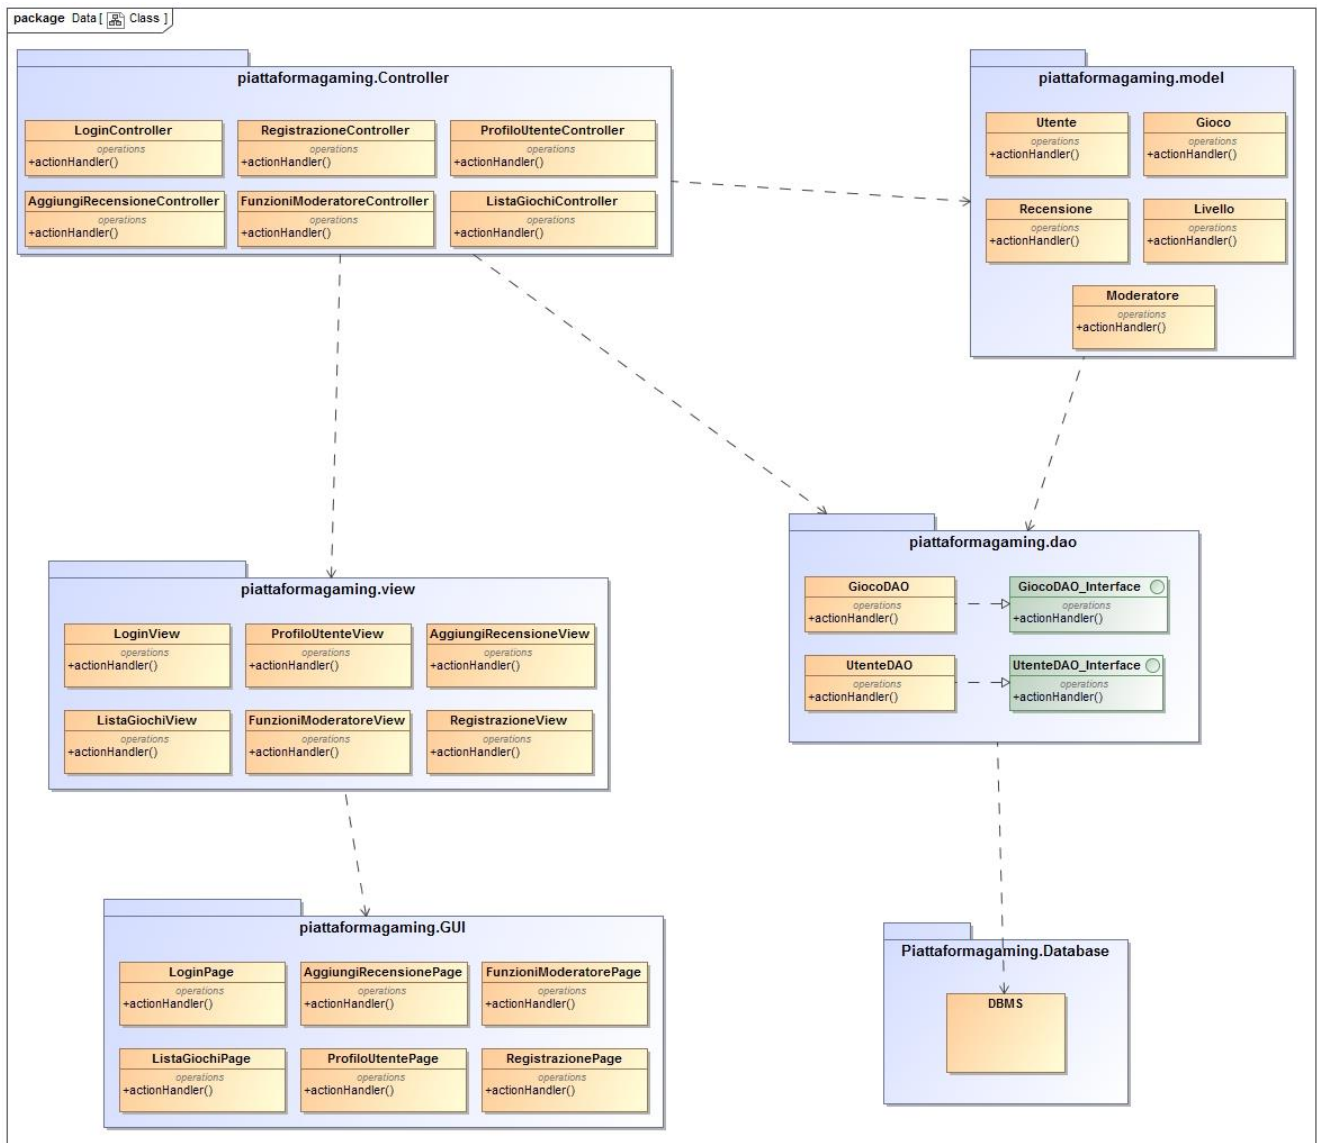 package Data [ Class ]
piattaformagaming.Controller
LoginController
operations
+actionHandler()
RegistrazioneController
operations
+actionHandler()
ProfiloUtenteController
operations
+actionHandler()
AggiungiRecensioneController
operations
+actionHandler()
FunzioniModeratoreController
operations
+actionHandler()
ListaGiochiController
operations
+actionHandler()
piattaformagaming.model
Utente
operations
+actionHandler()
Gioco
operations
+actionHandler()
Recensione
operations
+actionHandler()
Livello
operations
+actionHandler()
Moderatore
operations
+actionHandler()
piattaformagaming.view
LoginView
operations
+actionHandler()
ProfiloUtenteView
operations
+actionHandler()
AggiungiRecensioneView
operations
+actionHandler()
ListaGiochiView
operations
+actionHandler()
FunzioniModeratoreView
operations
+actionHandler()
RegistrazioneView
operations
+actionHandler()
piattaformagaming.dao
GiocoDAO
operations
+actionHandler()
GiocoDAO_Interface
operations
+actionHandler()
UtenteDAO
operations
+actionHandler()
UtenteDAO_Interface
operations
+actionHandler()
piattaformagaming.GUI
LoginPage
operations
+actionHandler()
AggiungiRecensionePage
operations
+actionHandler()
FunzioniModeratorePage
operations
+actionHandler()
ListaGiochiPage
operations
+actionHandler()
ProfiloUtentePage
operations
+actionHandler()
RegistrazionePage
operations
+actionHandler()
Piattaformagaming.Database
DBMS